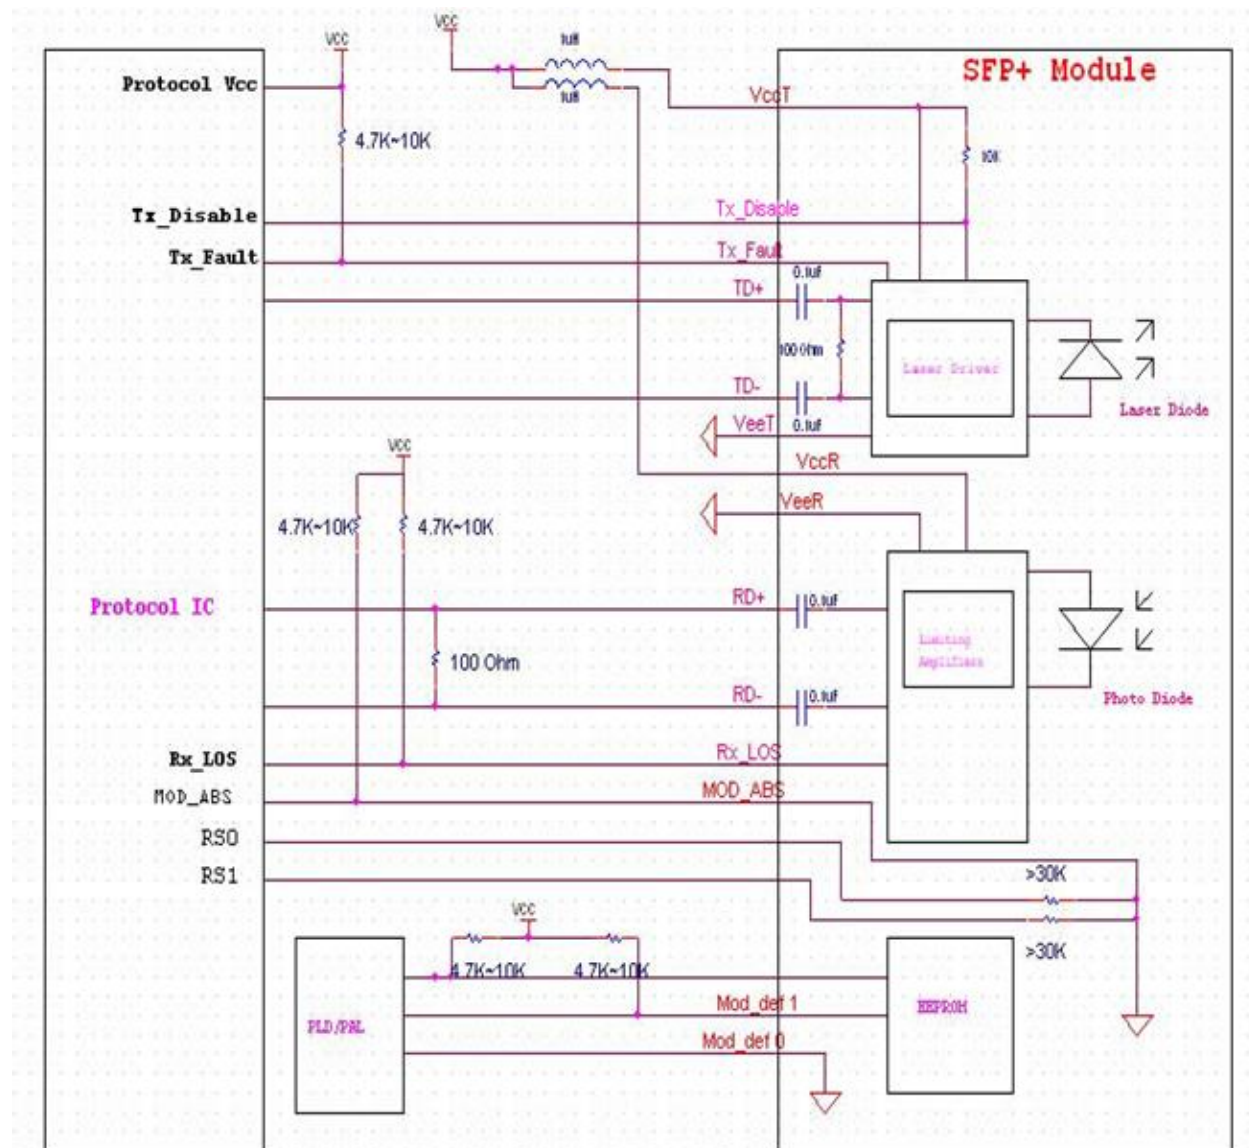 VCC
VCC
1uH
1uH
SFP+ Module
Protocol Vcc
VccT
4.7K~10K
10K
Tx_Disable
Tx_Disable
Tx_Fault
Tx_Fault
0.1uf
TD+
100 Ohm
Laser Driver
TD-
Laser Diode
VeeT
0.1uf
VCC
VccR
VeeR
4.7K~10K
4.7K~10K
Protocol IC
RD+
0.1uf
Limiting
Amplifiers
100 Ohm
RD-
0.1uf
Photo Diode
Rx_LOS
Rx_LOS
MOD_ABS
MOD_ABS
RS0
RS1
>30K
VCC
>30K
4.7K~10K
4.7K~10K
Mod_def 1
EEPROM
PLD/PAL
Mod_def 0